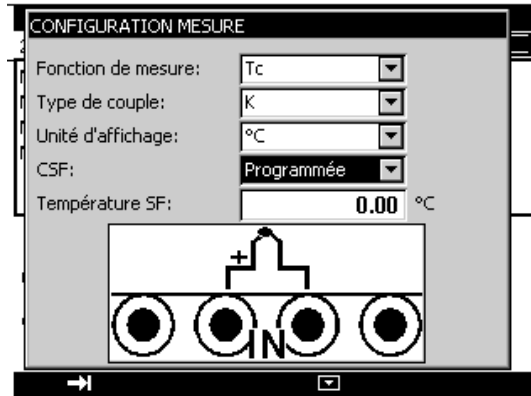 CONFIGURATION MESURE
Fonction de mesure: Tc
Type de couple: K
Unité d'affichage: °C
CSF: Programmée
Température SF: 0.00 °C
+
IN